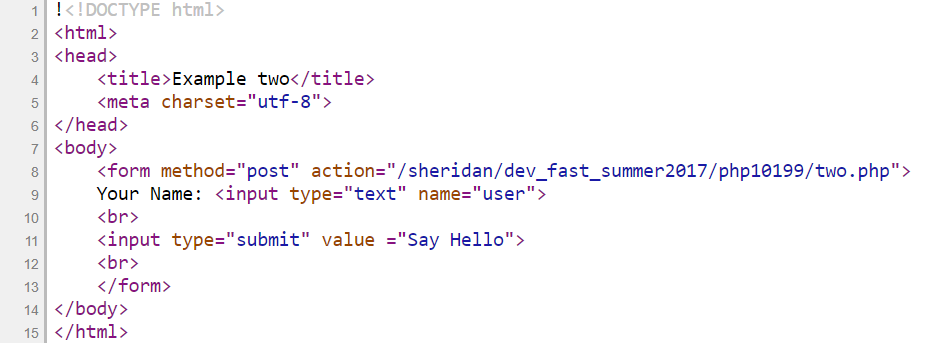 1 !<!DOCTYPE html>
2 <html>
3 <head>
4     <title>Example two</title>
5     <meta charset="utf-8">
6 </head>
7 <body>
8     <form method="post" action="/sheridan/dev_fast_summer2017/php10199/two.php">
9     Your Name: <input type="text" name="user">
10     <br>
11     <input type="submit" value ="Say Hello">
12     <br>
13     </form>
14 </body>
15 </html>